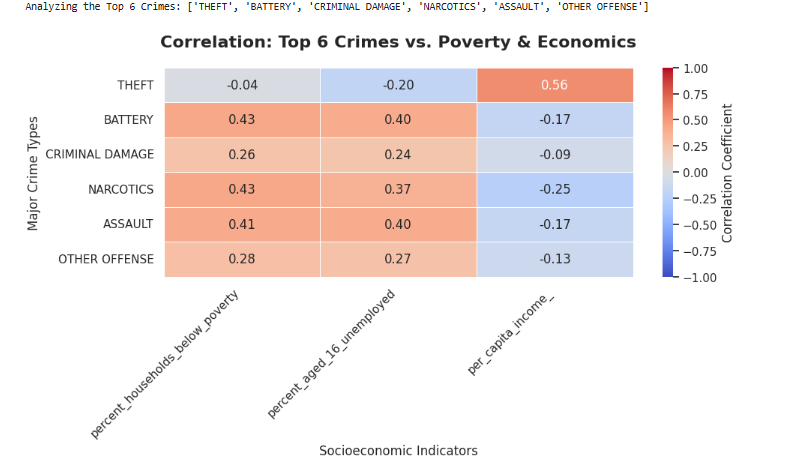 Analyzing the Top 6 Crimes: ['THEFT', 'BATTERY', 'CRIMINAL DAMAGE', 'NARCOTICS', 'ASSAULT', 'OTHER OFFENSE']
Correlation: Top 6 Crimes vs. Poverty & Economics
Major Crime Types
THEFT -0.04 -0.20 0.56
BATTERY 0.43 0.40 -0.17
CRIMINAL DAMAGE 0.26 0.24 -0.09
NARCOTICS 0.43 0.37 -0.25
ASSAULT 0.41 0.40 -0.17
OTHER OFFENSE 0.28 0.27 -0.13
percent_households_below_poverty
percent_aged_16_unemployed
per_capita_income_
Socioeconomic Indicators
1.00
0.75
0.50
0.25
0.00
−0.25
−0.50
−0.75
−1.00
Correlation Coefficient